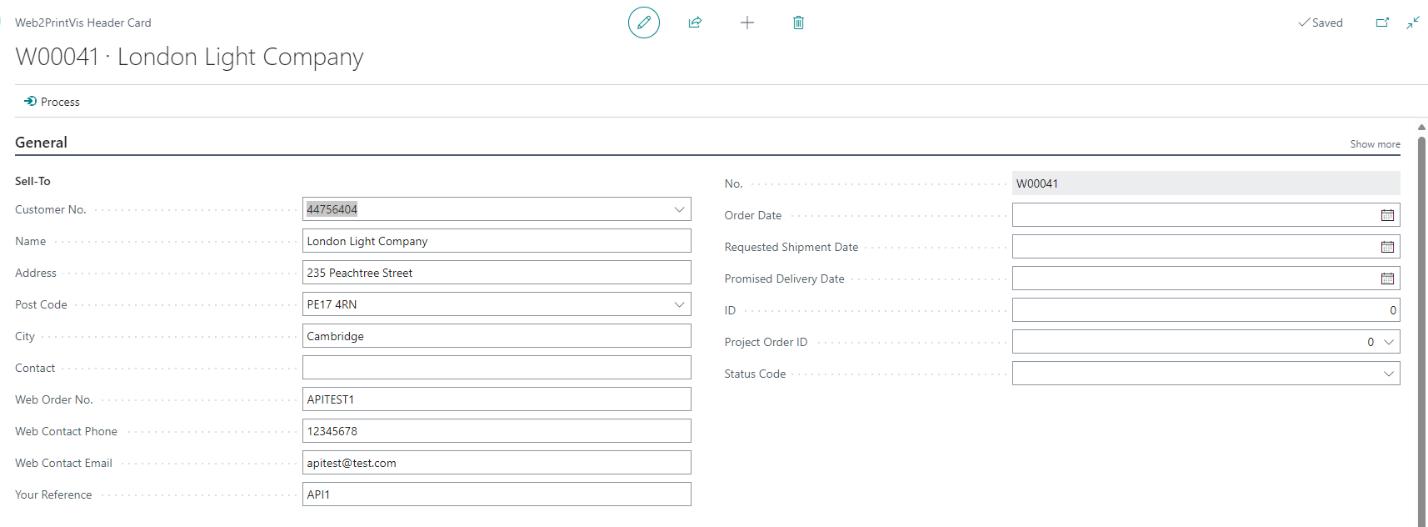 Web2PrintVis Header Card
Saved
W00041 · London Light Company
Process
General
Show more
Sell-To
Customer No. 44756404
Name London Light Company
Address 235 Peachtree Street
Post Code PE17 4RN
City Cambridge
Contact
Web Order No. APITEST1
Web Contact Phone 12345678
Web Contact Email apitest@test.com
Your Reference API1
No. W00041
Order Date
Requested Shipment Date
Promised Delivery Date
ID 0
Project Order ID 0
Status Code